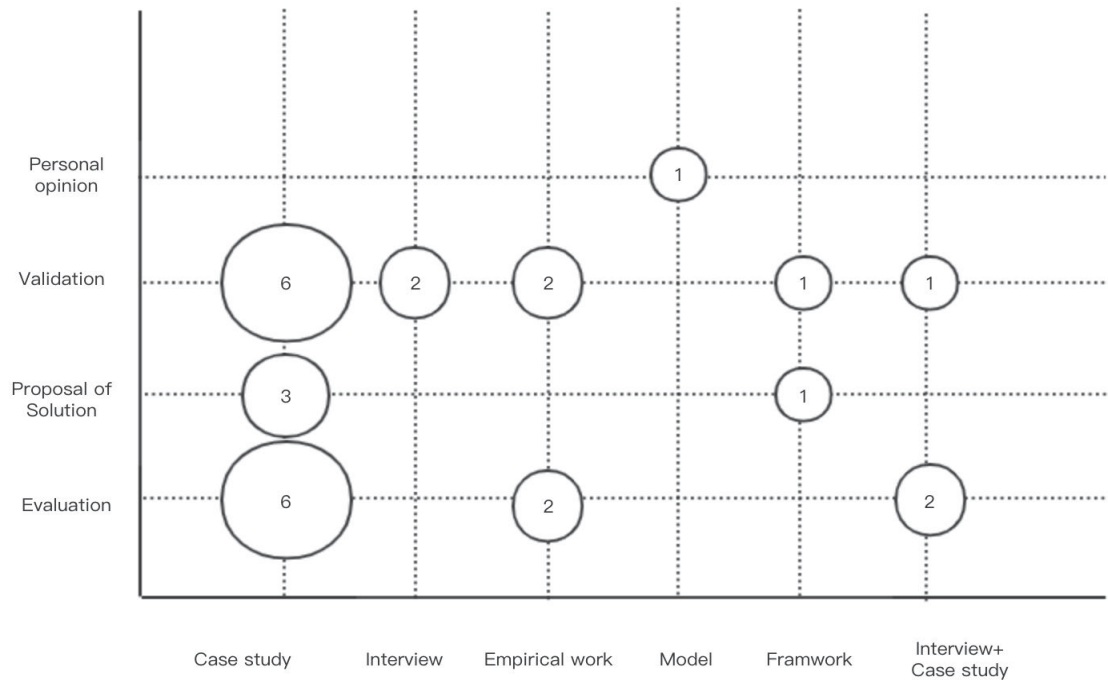 Personal
opinion
1
Validation
6
2
2
1
1
Proposal of
Solution
3
1
Evaluation
6
2
2
Case study
Interview
Empirical work
Model
Framwork
Interview+
Case study